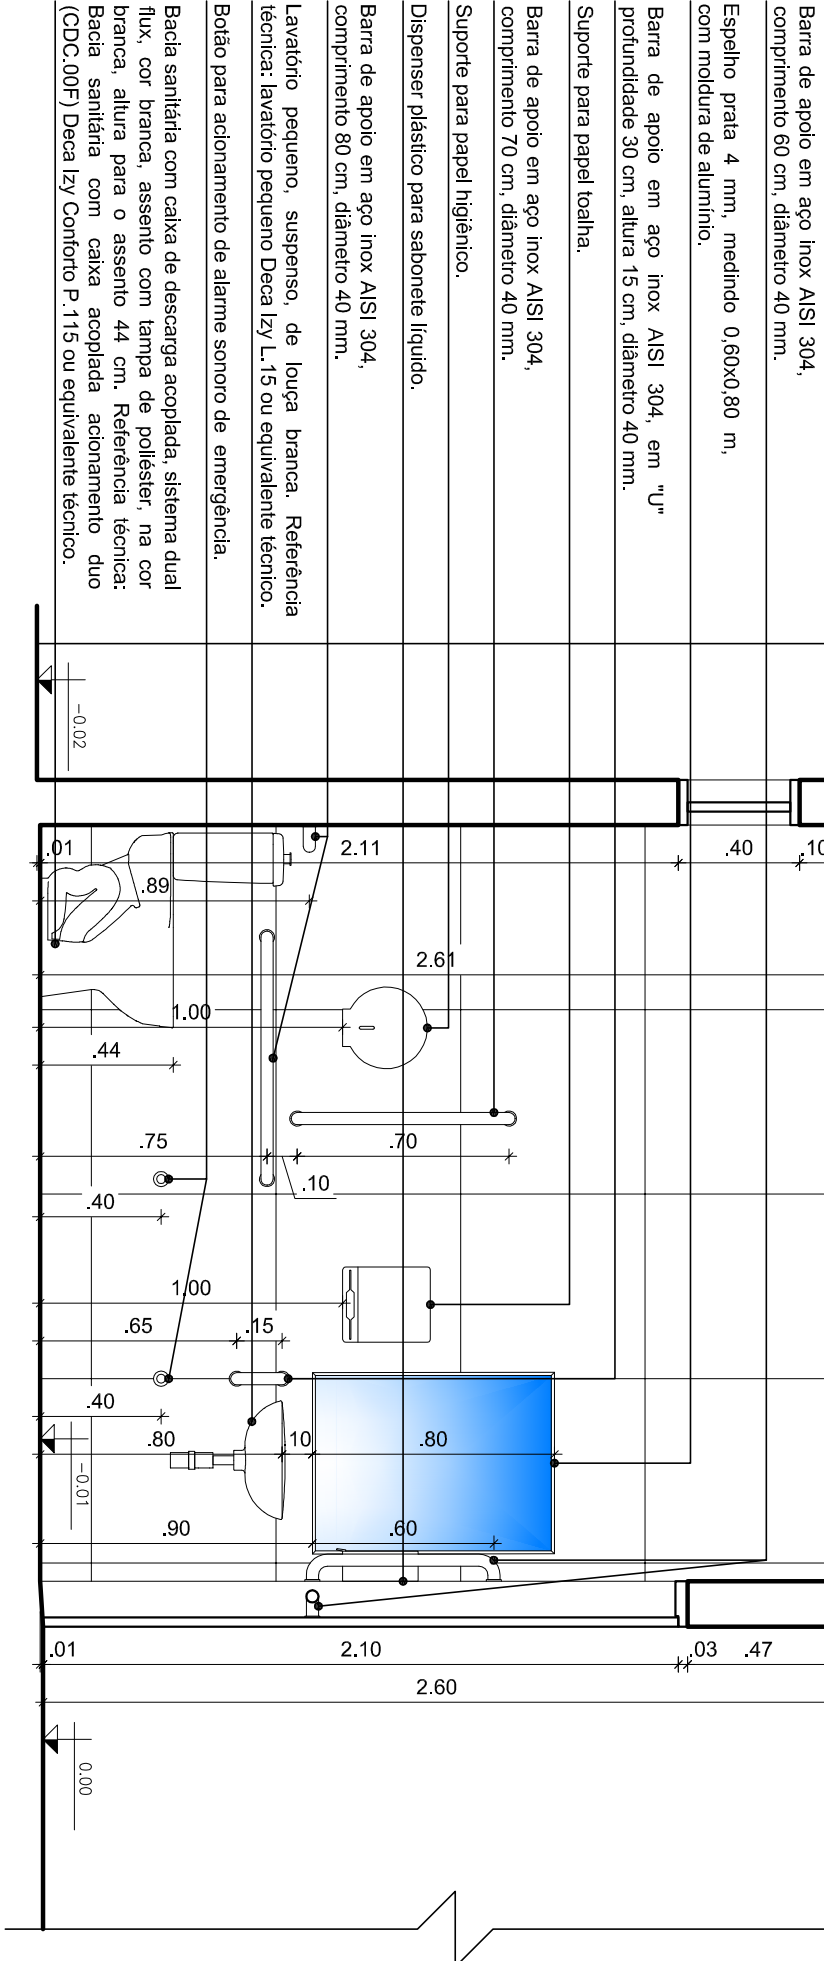 Barra de apoio em aço inox AISI 304,
comprimento 60 cm, diâmetro 40 mm.
Espelho prata 4 mm, medindo 0,60x0,80 m,
com moldura de alumínio.
Barra de apoio em aço inox AISI 304, em "U"
profundidade 30 cm, altura 15 cm, diâmetro 40 mm.
Suporte para papel toalha.
Barra de apoio em aço inox AISI 304,
comprimento 70 cm, diâmetro 40 mm.
Suporte para papel higiênico.
Dispenser plástico para sabonete líquido.
Barra de apoio em aço inox AISI 304,
comprimento 80 cm, diâmetro 40 mm.
Lavatório pequeno, suspenso, de louça branca. Referência
técnica: lavatório pequeno Deca Izy L.15 ou equivalente técnico.
Botão para acionamento de alarme sonoro de emergência.
Bacia sanitária com caixa de descarga acoplada, sistema dual
flux, cor branca, assento com tampa de poliéster, na cor
branca, altura para o assento 44 cm. Referência técnica:
Bacia sanitária com caixa acoplada acionamento duo
(CDC.00F) Deca Izy Conforto P.115 ou equivalente técnico.
-0.02
.01
2.11
.40
.10
.89
2.61
1.00
.44
.75
.70
.10
.40
1.00
.65
.15
.40
.80
.10
.80
-0.01
.90
.60
.01
2.10
.03
.47
2.60
0.00